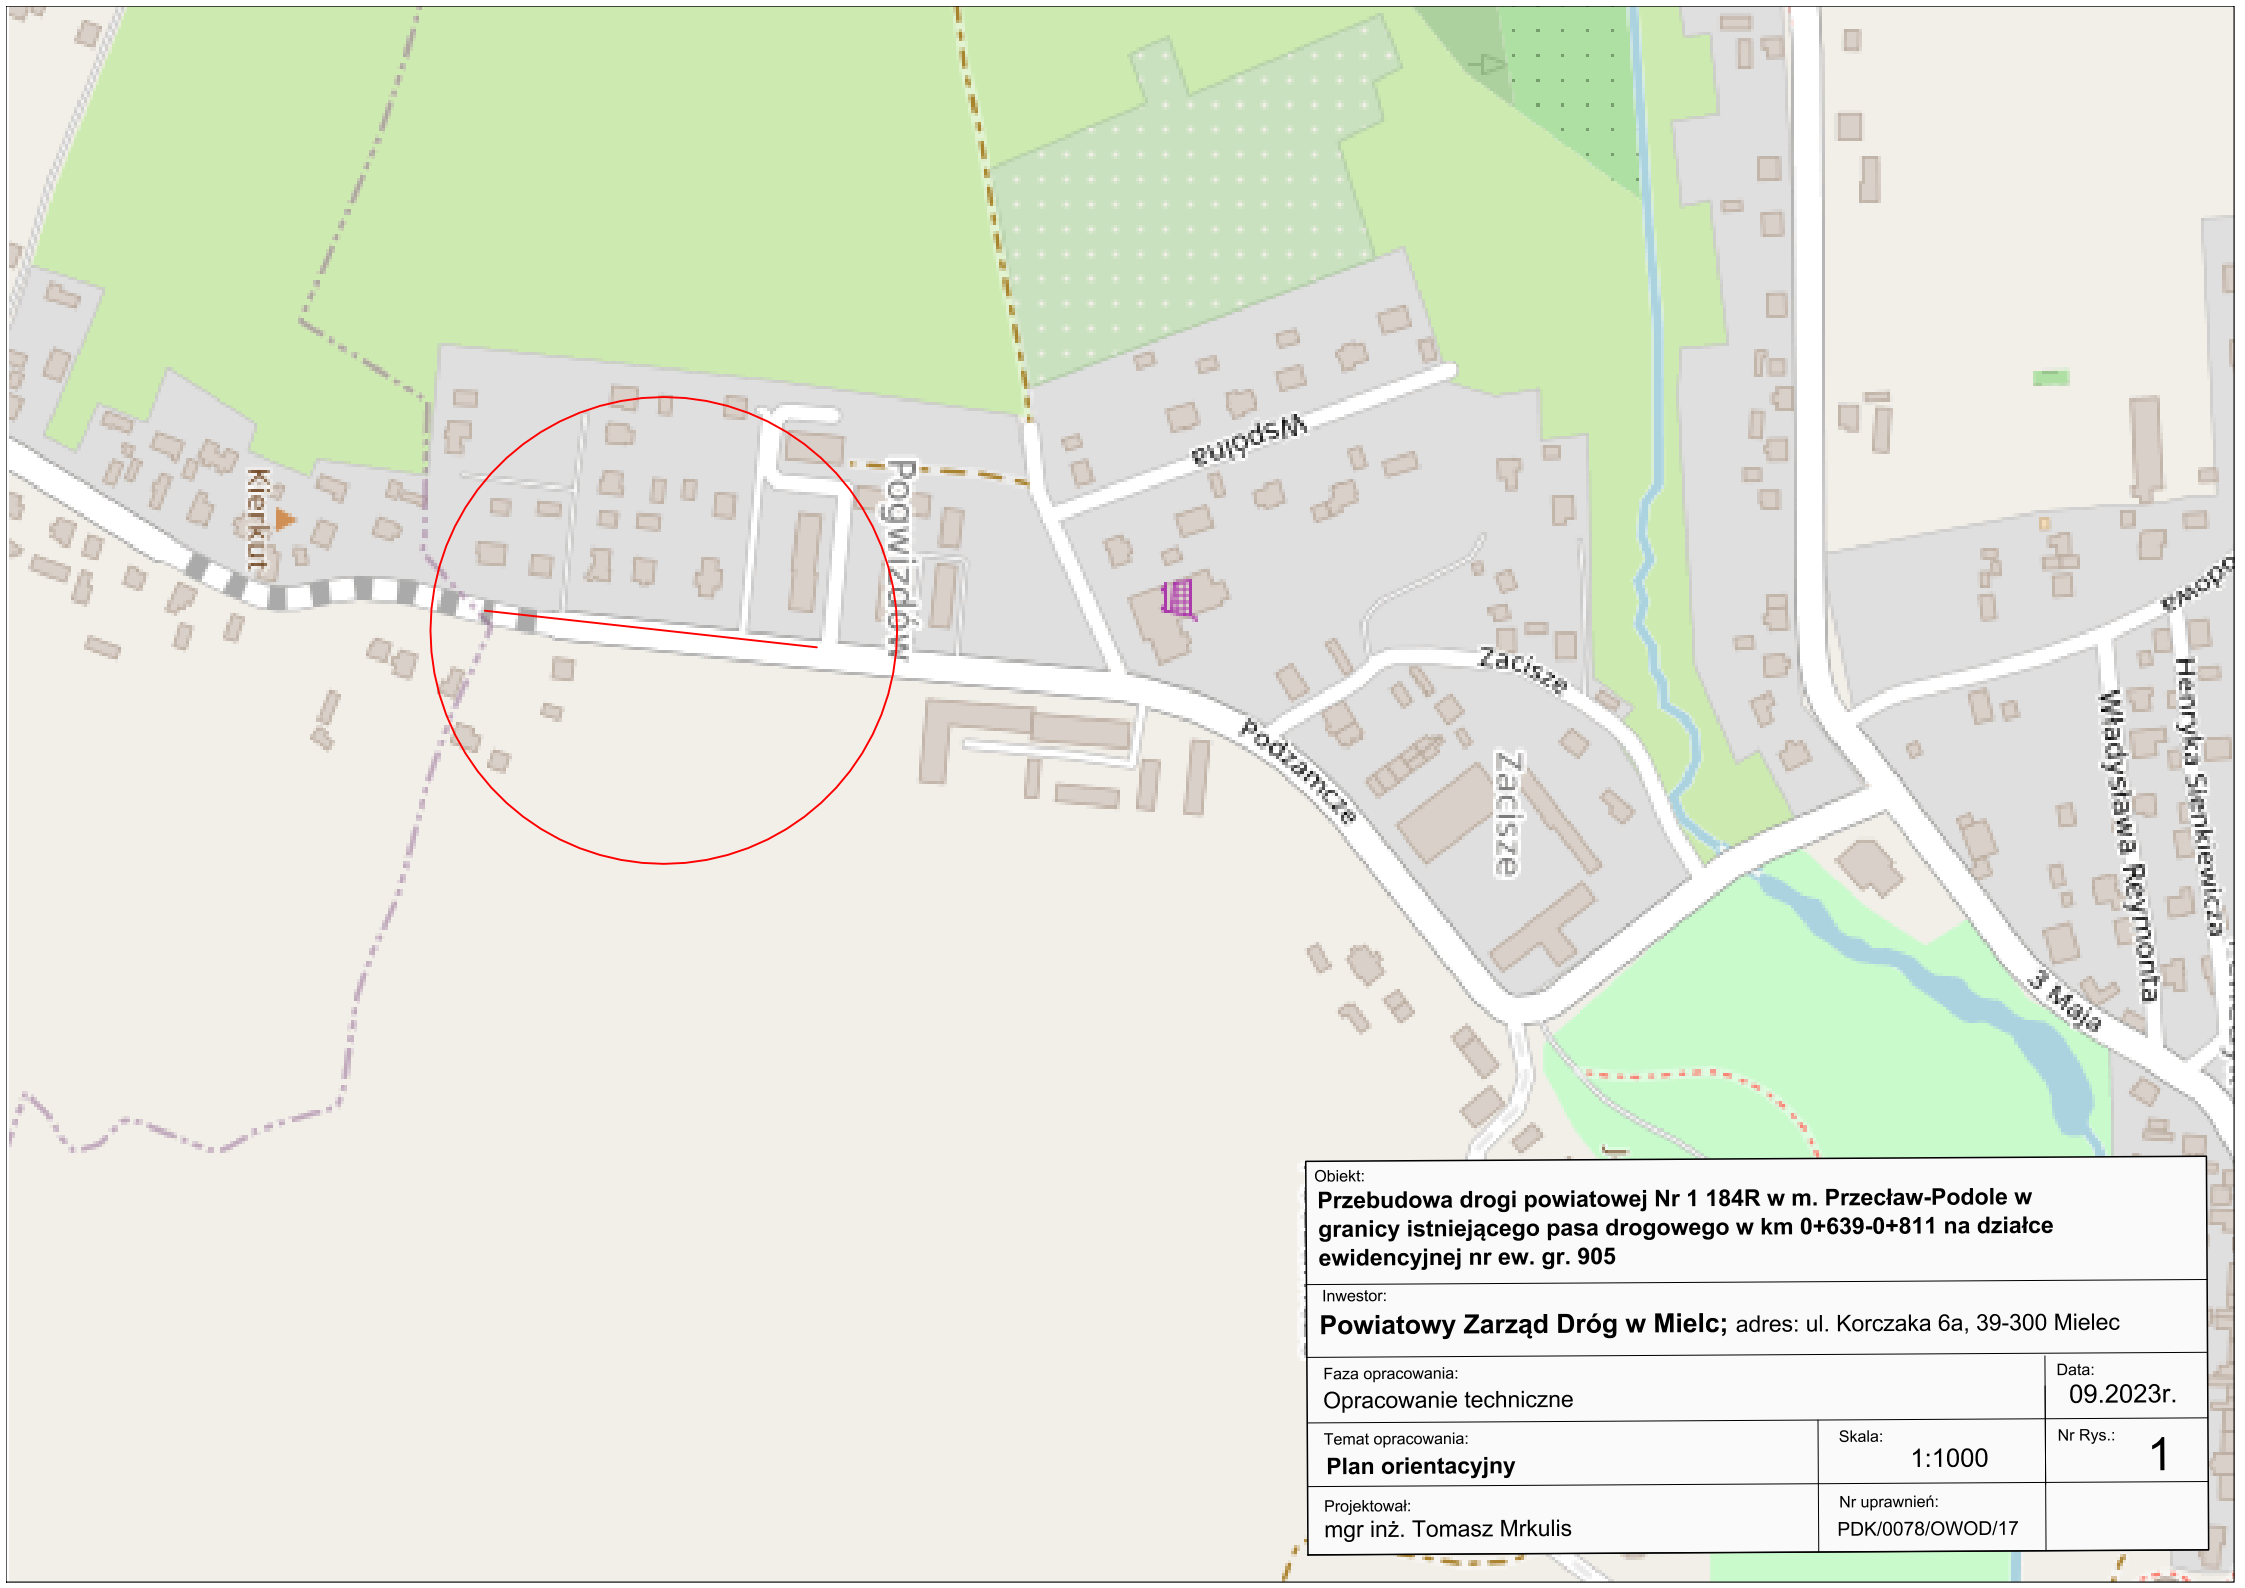 Kierkut
Pogwizdów
Wspólna
Zacisze
Podzamcze
Zacisze
Henryka Sienkiewicza
Władysława Reymonta
3 Maja
Obiekt:
Przebudowa drogi powiatowej Nr 1 184R w m. Przecław-Podole w
granicy istniejącego pasa drogowego w km 0+639-0+811 na działce
ewidencyjnej nr ew. gr. 905
Inwestor:
Powiatowy Zarząd Dróg w Mielc; adres: ul. Korczaka 6a, 39-300 Mielec
Faza opracowania:
Opracowanie techniczne
Data:
09.2023r.
Temat opracowania:
Plan orientacyjny
Skala:
1:1000
Nr Rys.:
1
Projektował:
mgr inż. Tomasz Mrkulis
Nr uprawnień:
PDK/0078/OWOD/17